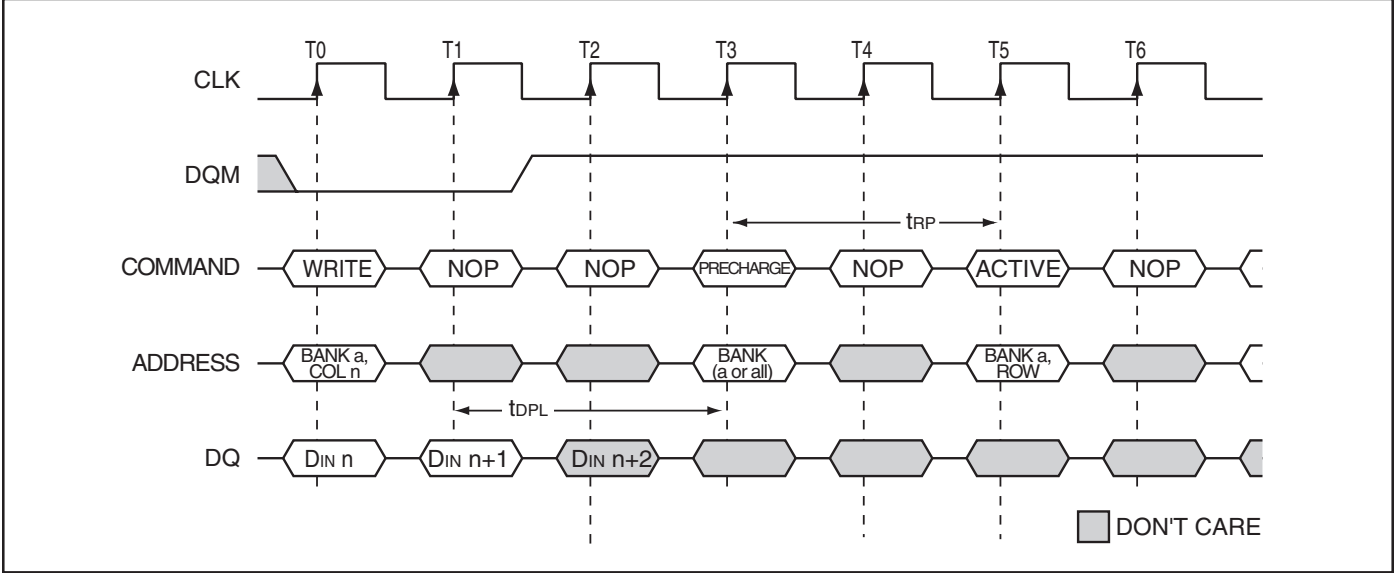 T0 T1 T2 T3 T4 T5 T6
CLK
DQM
tRP
COMMAND WRITE NOP NOP PRECHARGE NOP ACTIVE NOP
ADDRESS BANK a, COL n BANK (a or all) BANK a, ROW
tDPL
DQ DIN n DIN n+1 DIN n+2
DON'T CARE